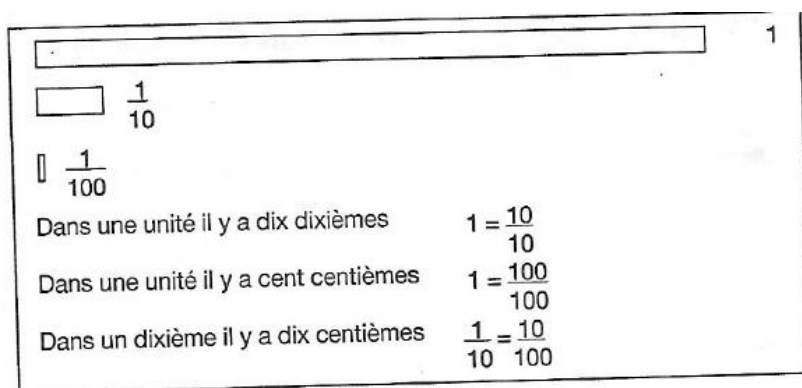 1
1/10
1/100
Dans une unité il y a dix dixièmes 1 = 10/10
Dans une unité il y a cent centièmes 1 = 100/100
Dans un dixième il y a dix centièmes 1/10 = 10/100